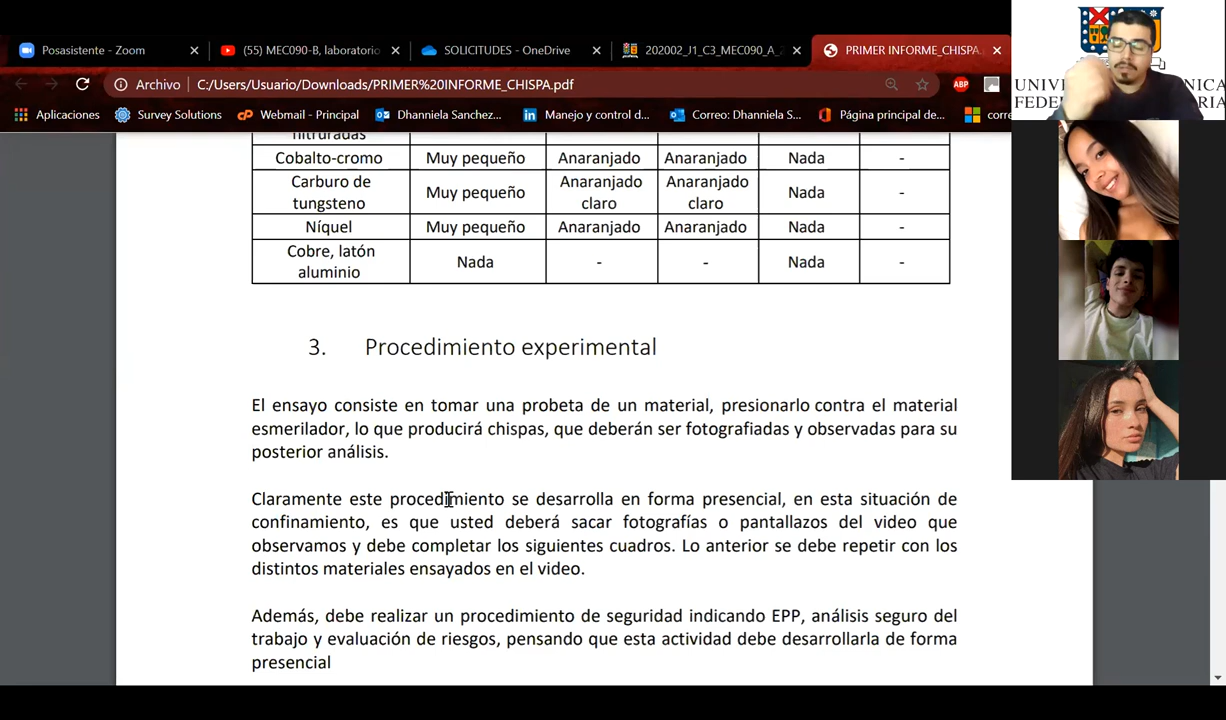 Posasistente - Zoom
(55) MEC090-B, laboratorio
SOLICITUDES - OneDrive
202002_J1_C3_MEC090_A_2
PRIMER INFORME_CHISPA.p
Archivo
C:/Users/Usuario/Downloads/PRIMER%20INFORME_CHISPA.pdf
ABP
Aplicaciones
Survey Solutions
Webmail - Principal
Dhanniela Sanchez...
Manejo y control d...
Correo: Dhanniela S...
Página principal de...
corre
nitruradas
Cobalto-cromo Muy pequeño Anaranjado Anaranjado Nada -
Carburo de tungsteno Muy pequeño Anaranjado claro Anaranjado claro Nada -
Níquel Muy pequeño Anaranjado Anaranjado Nada -
Cobre, latón aluminio Nada - - Nada -
3. Procedimiento experimental
El ensayo consiste en tomar una probeta de un material, presionarlo contra el material
esmerilador, lo que producirá chispas, que deberán ser fotografiadas y observadas para su
posterior análisis.
Claramente este procedimiento se desarrolla en forma presencial, en esta situación de
confinamiento, es que usted deberá sacar fotografías o pantallazos del video que
observamos y debe completar los siguientes cuadros. Lo anterior se debe repetir con los
distintos materiales ensayados en el video.
Además, debe realizar un procedimiento de seguridad indicando EPP, análisis seguro del
trabajo y evaluación de riesgos, pensando que esta actividad debe desarrollarla de forma
presencial